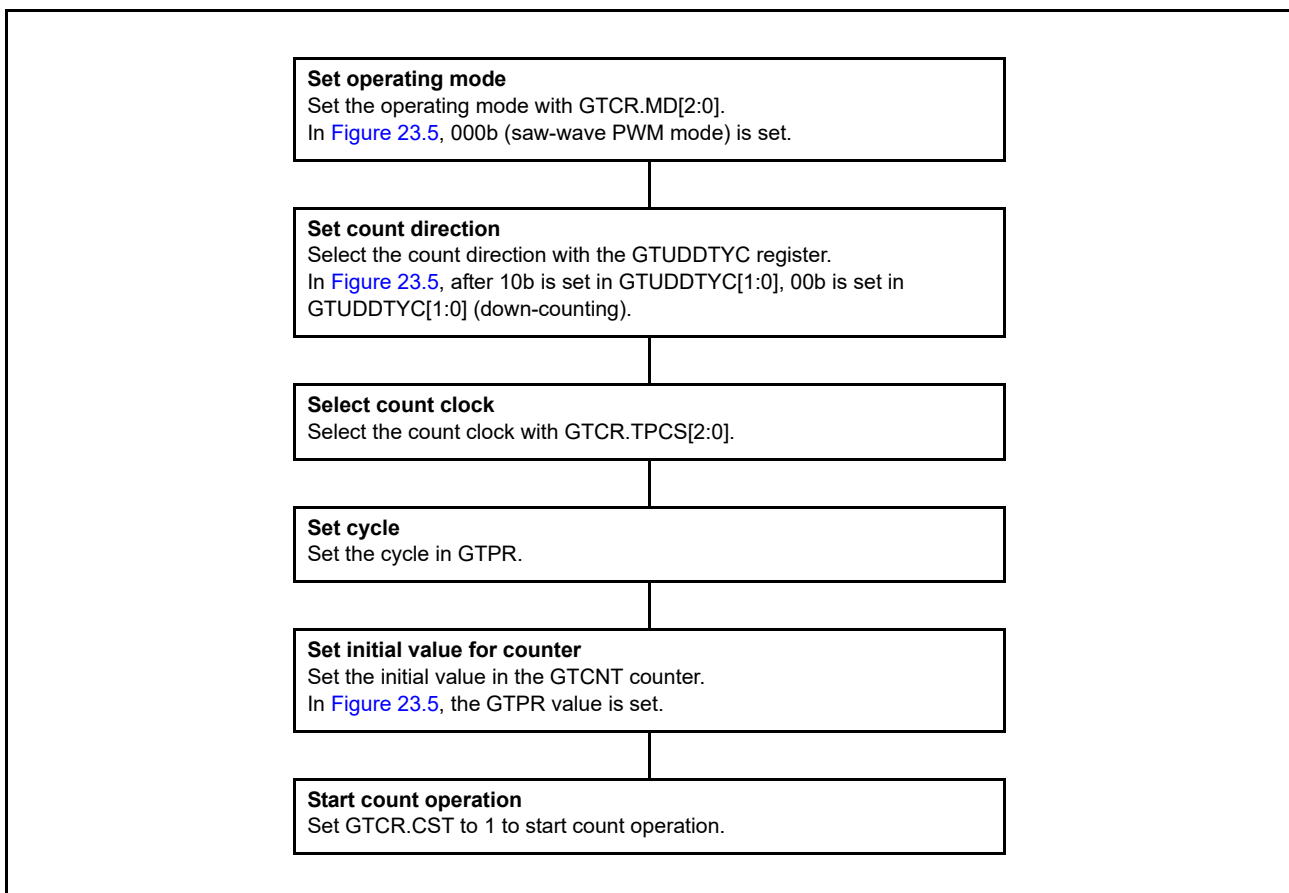 Set operating mode
Set the operating mode with GTCR.MD[2:0].
In Figure 23.5, 000b (saw-wave PWM mode) is set.
Set count direction
Select the count direction with the GTUDDTYC register.
In Figure 23.5, after 10b is set in GTUDDTYC[1:0], 00b is set in
GTUDDTYC[1:0] (down-counting).
Select count clock
Select the count clock with GTCR.TPCS[2:0].
Set cycle
Set the cycle in GTPR.
Set initial value for counter
Set the initial value in the GTCNT counter.
In Figure 23.5, the GTPR value is set.
Start count operation
Set GTCR.CST to 1 to start count operation.